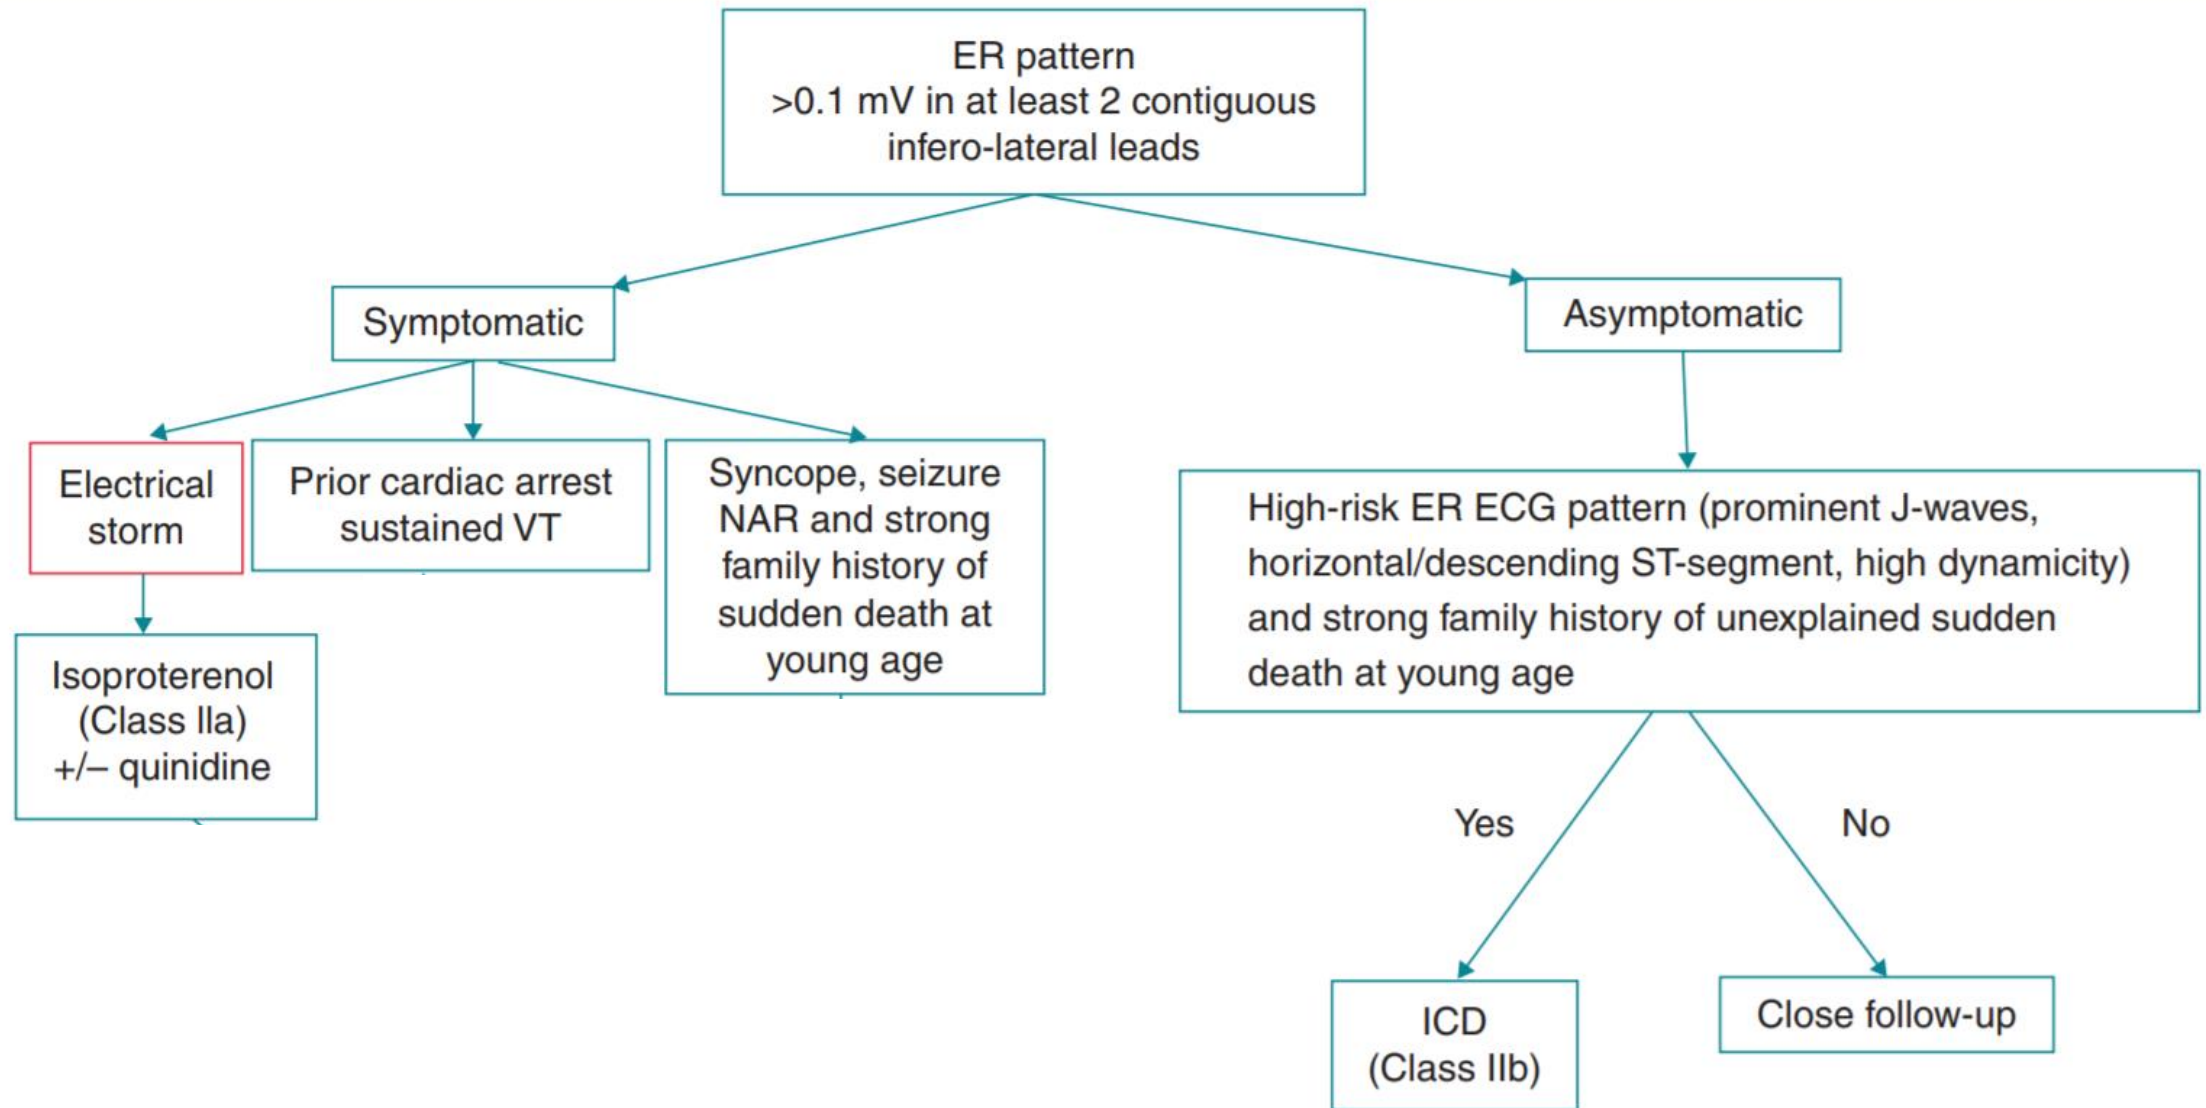 ER pattern
>0.1 mV in at least 2 contiguous
infero-lateral leads
Symptomatic
Asymptomatic
Electrical
storm
Prior cardiac arrest
sustained VT
Syncope, seizure
NAR and strong
family history of
sudden death at
young age
High-risk ER ECG pattern (prominent J-waves,
horizontal/descending ST-segment, high dynamicity)
and strong family history of unexplained sudden
death at young age
Isoproterenol
(Class IIa)
+/– quinidine
Yes
No
ICD
(Class IIb)
Close follow-up